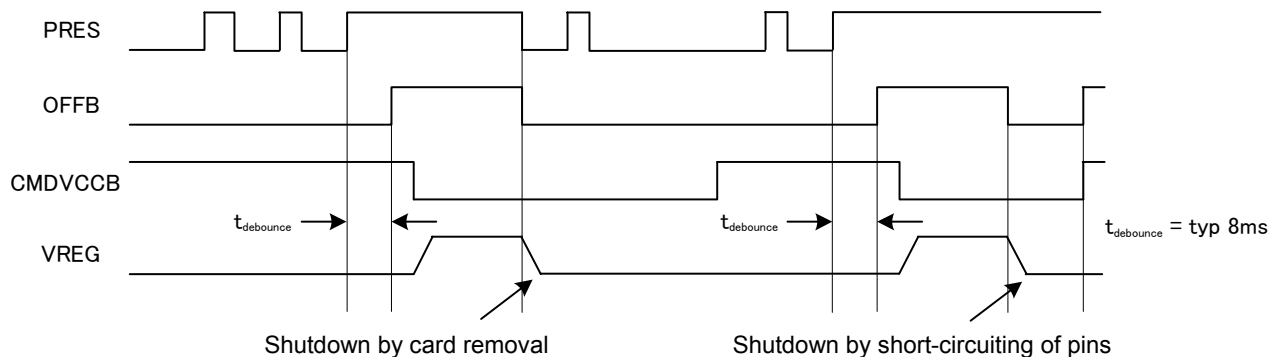 PRES
OFFB
CMDVCCB
tdebounce
tdebounce
tdebounce = typ 8ms
VREG
Shutdown by card removal
Shutdown by short-circuiting of pins